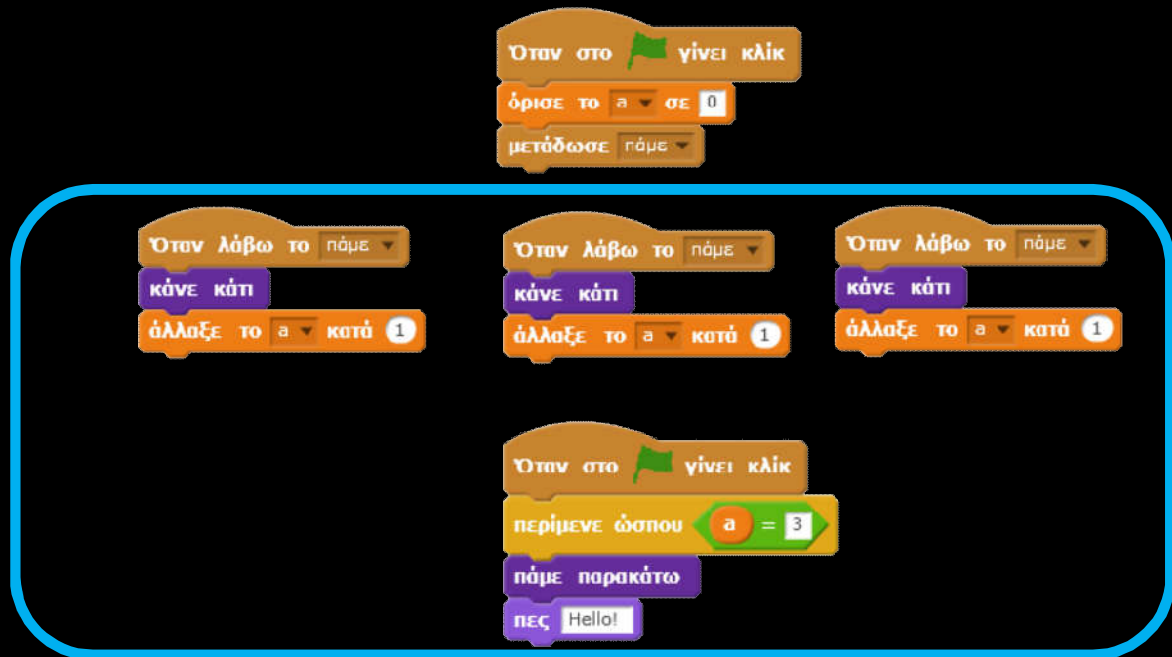 Όταν στο γίνει κλίκ
όρισε το a σε 0
μετάδωσε πάμε
Όταν λάβω το πάμε
κάνε κάτι
άλλαξε το a κατά 1
Όταν λάβω το πάμε
κάνε κάτι
άλλαξε το a κατά 1
Όταν λάβω το πάμε
κάνε κάτι
άλλαξε το a κατά 1
Όταν στο γίνει κλίκ
περίμενε ώσπου a = 3
πάμε παρακάτω
πες Hello!